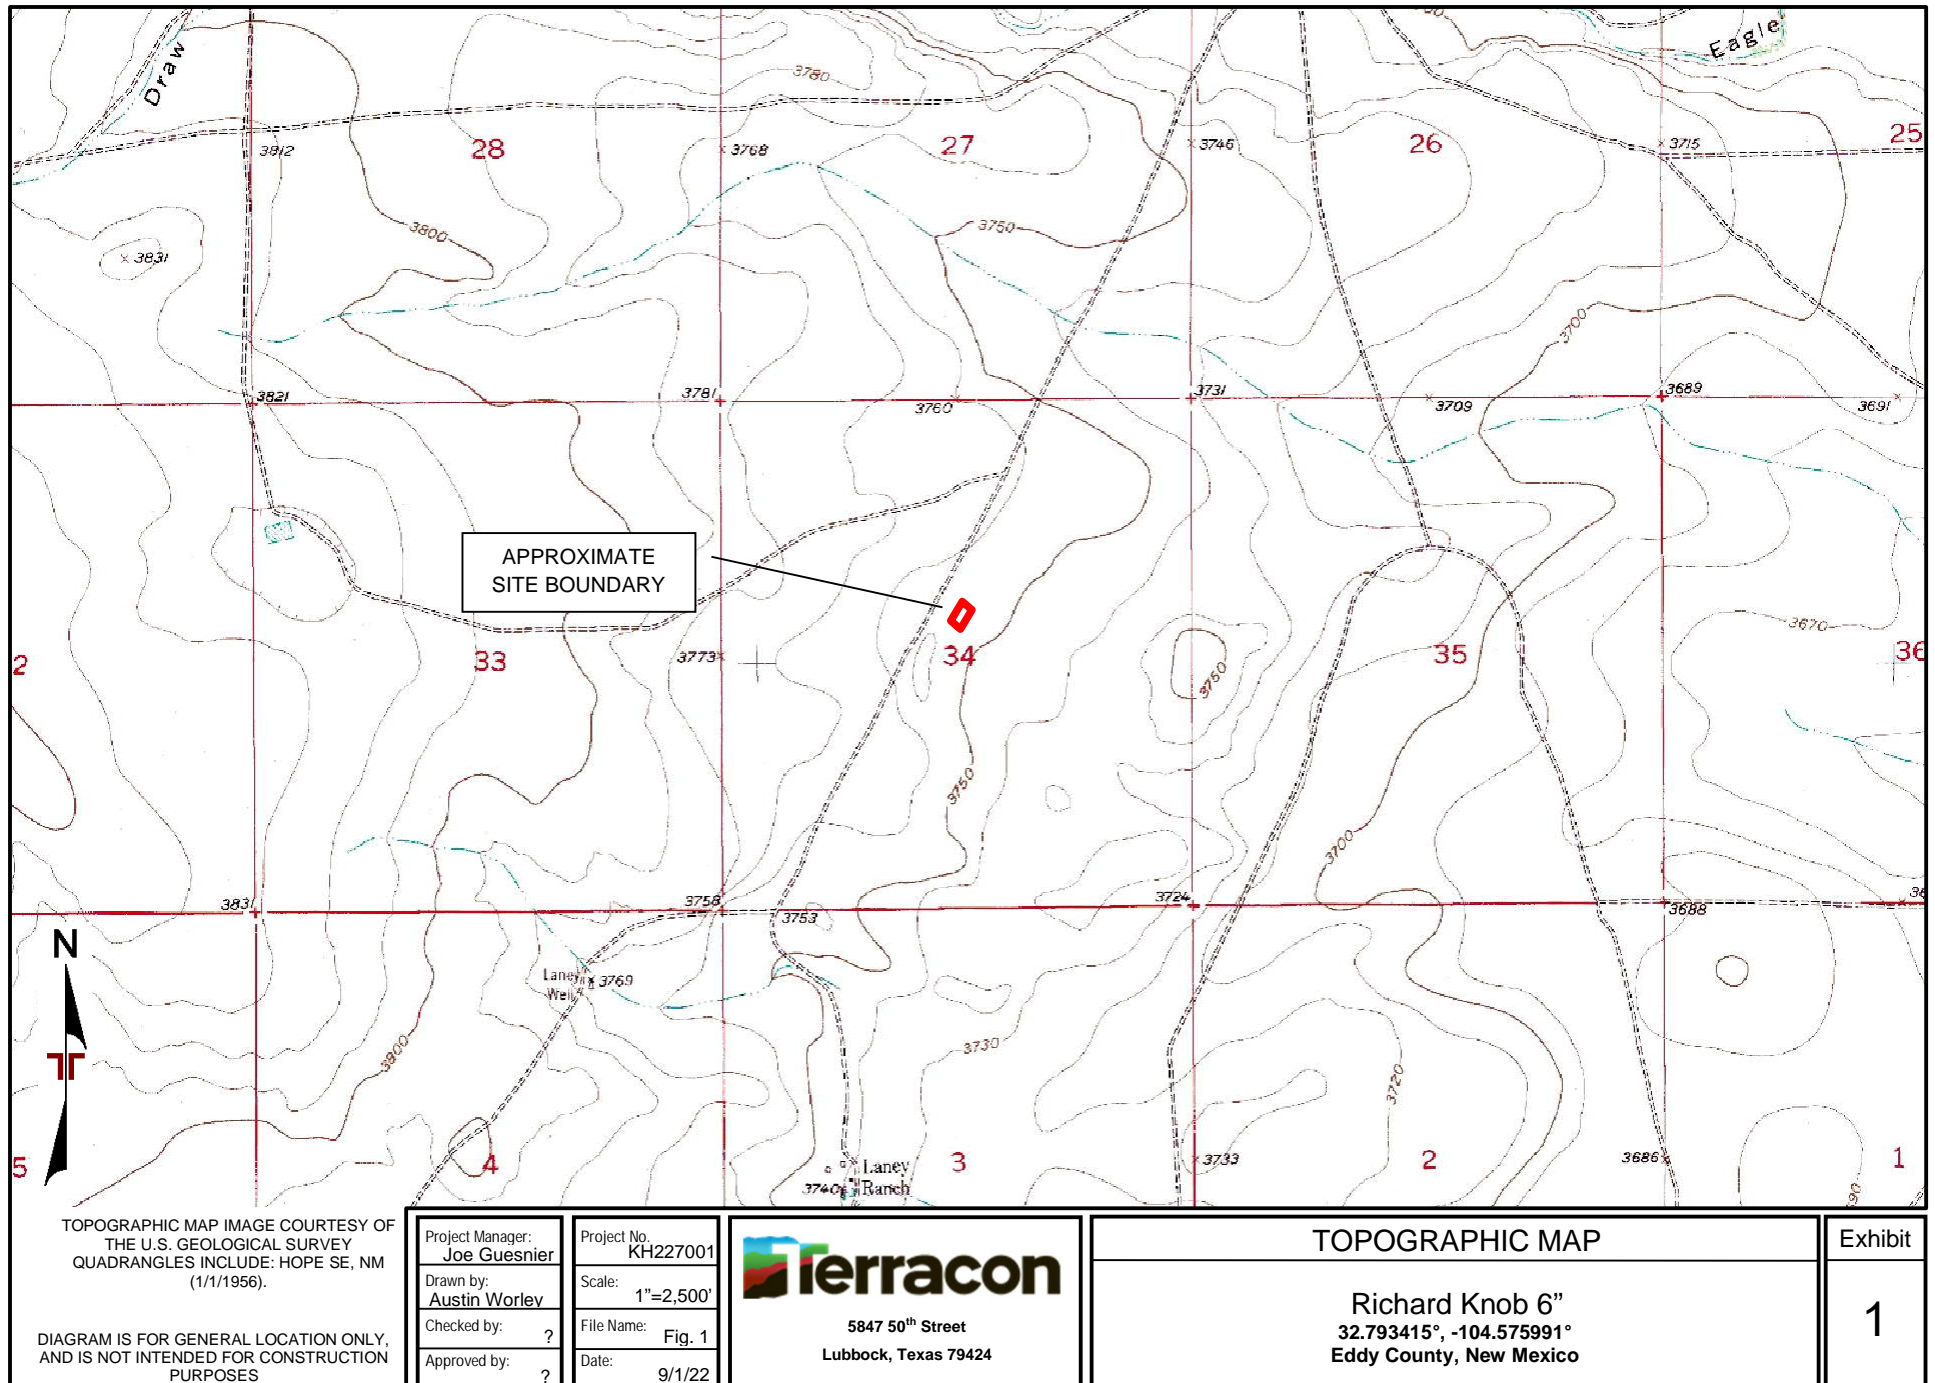 Draw
Eagle
3780
3812
28
3768
27
3746
26
3715
25
3831
3800
3750
3700
3821
3781
3760
3731
3709
3689
3691
APPROXIMATE
SITE BOUNDARY
2
33
3773
34
3750
35
3670
36
3750
3700
3831
3758
3753
3724
3688
N
Laney
Well
3769
3800
3730
3720
5
4
3
2
1
3733
3686
3740
Laney
Ranch
90
TOPOGRAPHIC MAP IMAGE COURTESY OF
THE U.S. GEOLOGICAL SURVEY
QUADRANGLES INCLUDE: HOPE SE, NM
(1/1/1956).
DIAGRAM IS FOR GENERAL LOCATION ONLY,
AND IS NOT INTENDED FOR CONSTRUCTION
PURPOSES
Project Manager:
Joe Guesnier
Drawn by:
Austin Worley
Checked by:
?
Approved by:
?
Project No.
KH227001
Scale:
1”=2,500’
File Name:
Fig. 1
Date:
9/1/22
Terracon
5847 50th Street
Lubbock, Texas 79424
TOPOGRAPHIC MAP
Richard Knob 6”
32.793415°, -104.575991°
Eddy County, New Mexico
Exhibit
1